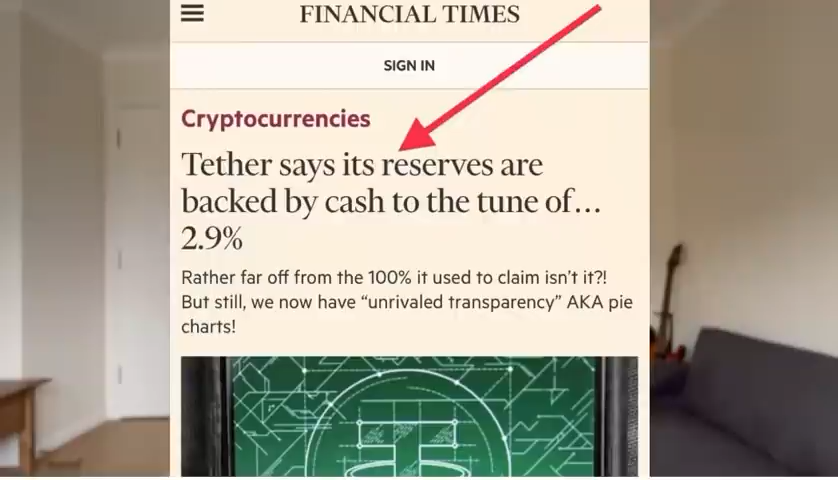 FINANCIAL TIMES
SIGN IN
Cryptocurrencies
Tether says its reserves are
backed by cash to the tune of…
2.9%
Rather far off from the 100% it used to claim isn’t it?!
But still, we now have “unrivaled transparency” AKA pie
charts!